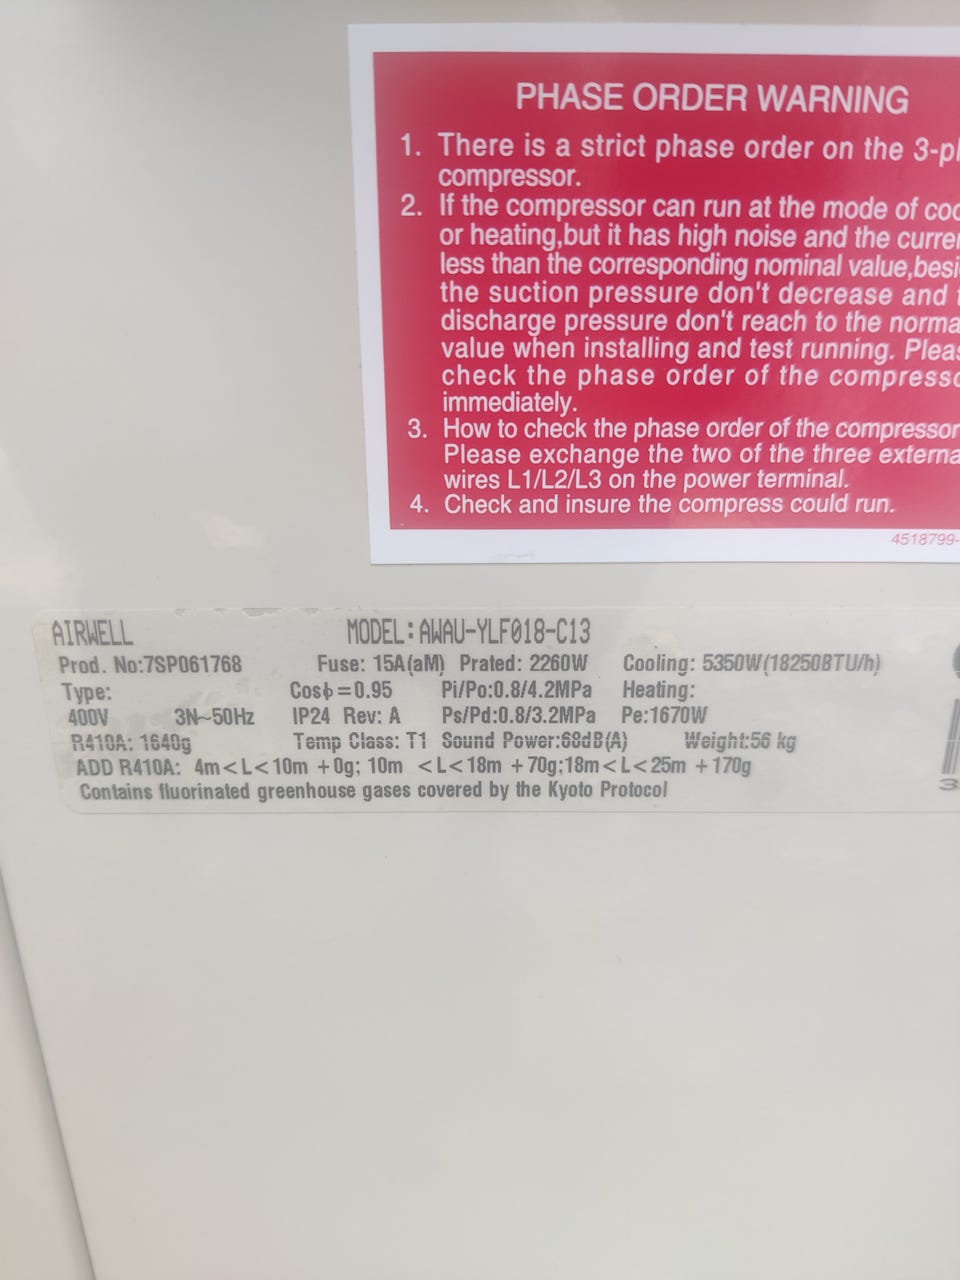 PHASE ORDER WARNING
1. There is a strict phase order on the 3-p
compressor.
2. If the compressor can run at the mode of coo
or heating,but it has high noise and the curre
less than the corresponding nominal value,besi
the suction pressure don't decrease and
discharge pressure don't reach to the norma
value when installing and test running. Pleas
check the phase order of the compresso
immediately.
3. How to check the phase order of the compressor
Please exchange the two of the three externa
wires L1/L2/L3 on the power terminal.
4. Check and insure the compress could run.
4518799-
AIRWELL MODEL: AWAU-YLF018-C13
Prod. No:7SP061768 Fuse: 15A(aM) Prated: 2260W Cooling: 5350W(18250BTU/h)
Type: Cosϕ=0.95 Pi/Po:0.8/4.2MPa Heating:
400V 3N~50Hz IP24 Rev: A Ps/Pd:0.8/3.2MPa Pe:1670W
R410A: 1640g Temp Class: T1 Sound Power:68dB(A) Weight:56 kg
ADD R410A: 4m<L<10m +0g; 10m <L<18m +70g;18m<L<25m +170g
Contains fluorinated greenhouse gases covered by the Kyoto Protocol